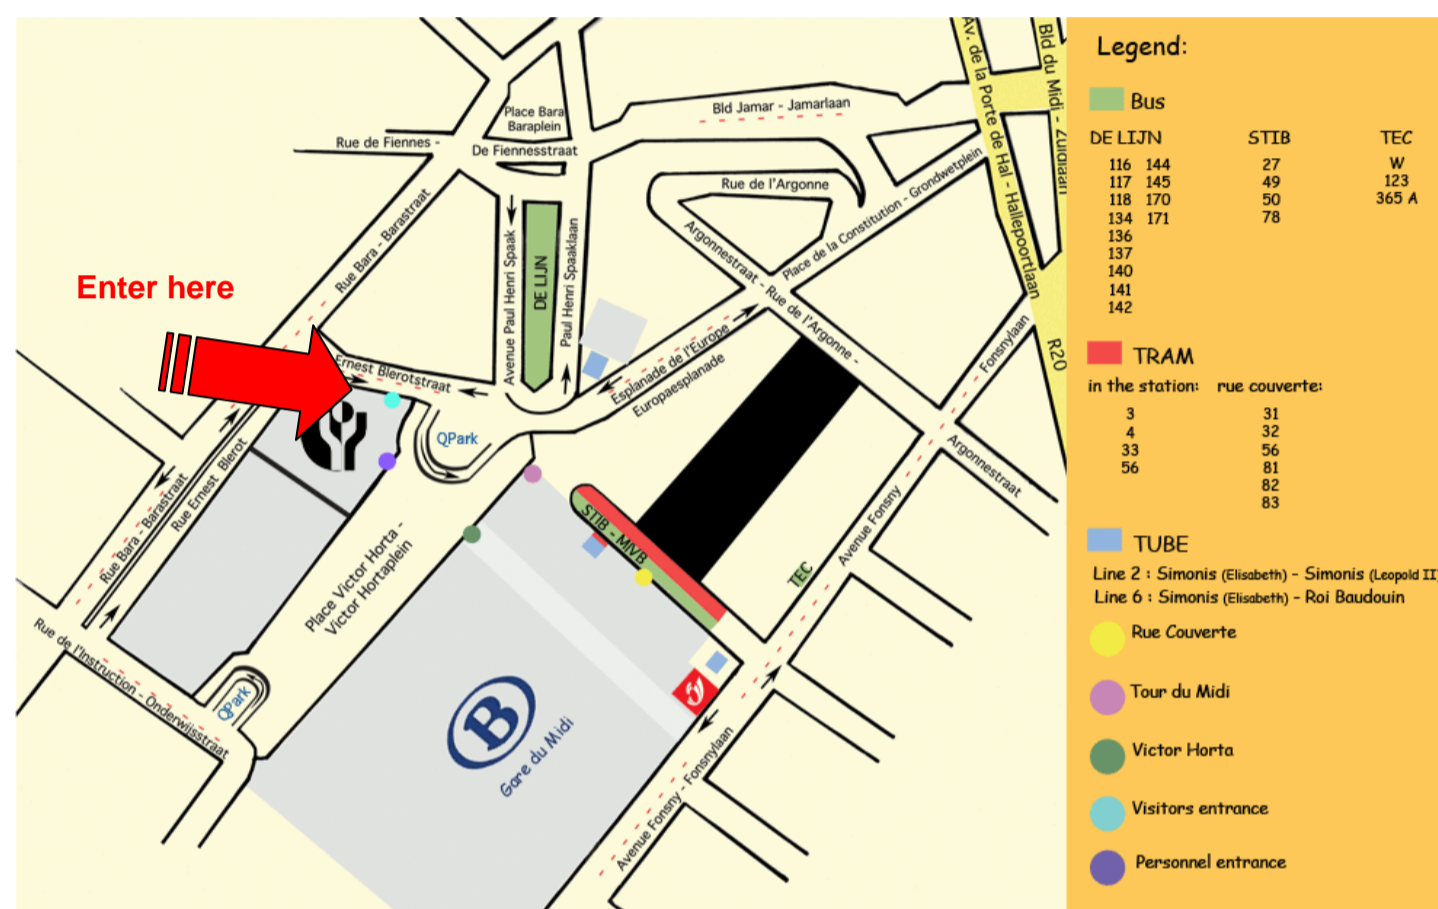 Place Bara
Baraplein
Bld Jamar - Jamarlaan
Av. de la Porte de Hal - Hallepoortlaan
Bld du Midi - Zuidlaan
Rue de Fiennes -
De Fiennesstraat
Rue de l'Argonne
Place de la Constitution - Grondwetplein
Rue Bara - Barastraat
Avenue Paul Henri Spaak
DE LIJN
Paul Henri Spaaklaan
Argonnestraat - Rue de l'Argonne -
Enter here
Ernest Blerotstraat
Esplanade de l'Europe
Europaesplanade
Fonsnylaan
R20
QPark
Argonnestraat
Rue Bara - Barastraat
Rue Ernest Blerot
STIB - MIVB
Avenue Fonsny
TEC
Place Victor Horta -
Victor Hortaplein
Rue de l'Instruction - Onderwijsstraat
QPark
B
Gare du Midi
Avenue Fonsny - Fonsnylaan
Legend:
Bus
DE LIJN STIB TEC
116 144 27 W
117 145 49 123
118 170 50 365 A
134 171 78
136
137
140
141
142
TRAM
in the station: rue couverte:
3 31
4 32
33 56
56 81
82
83
TUBE
Line 2 : Simonis (Elisabeth) - Simonis (Leopold II
Line 6 : Simonis (Elisabeth) - Roi Baudouin
Rue Couverte
Tour du Midi
Victor Horta
Visitors entrance
Personnel entrance